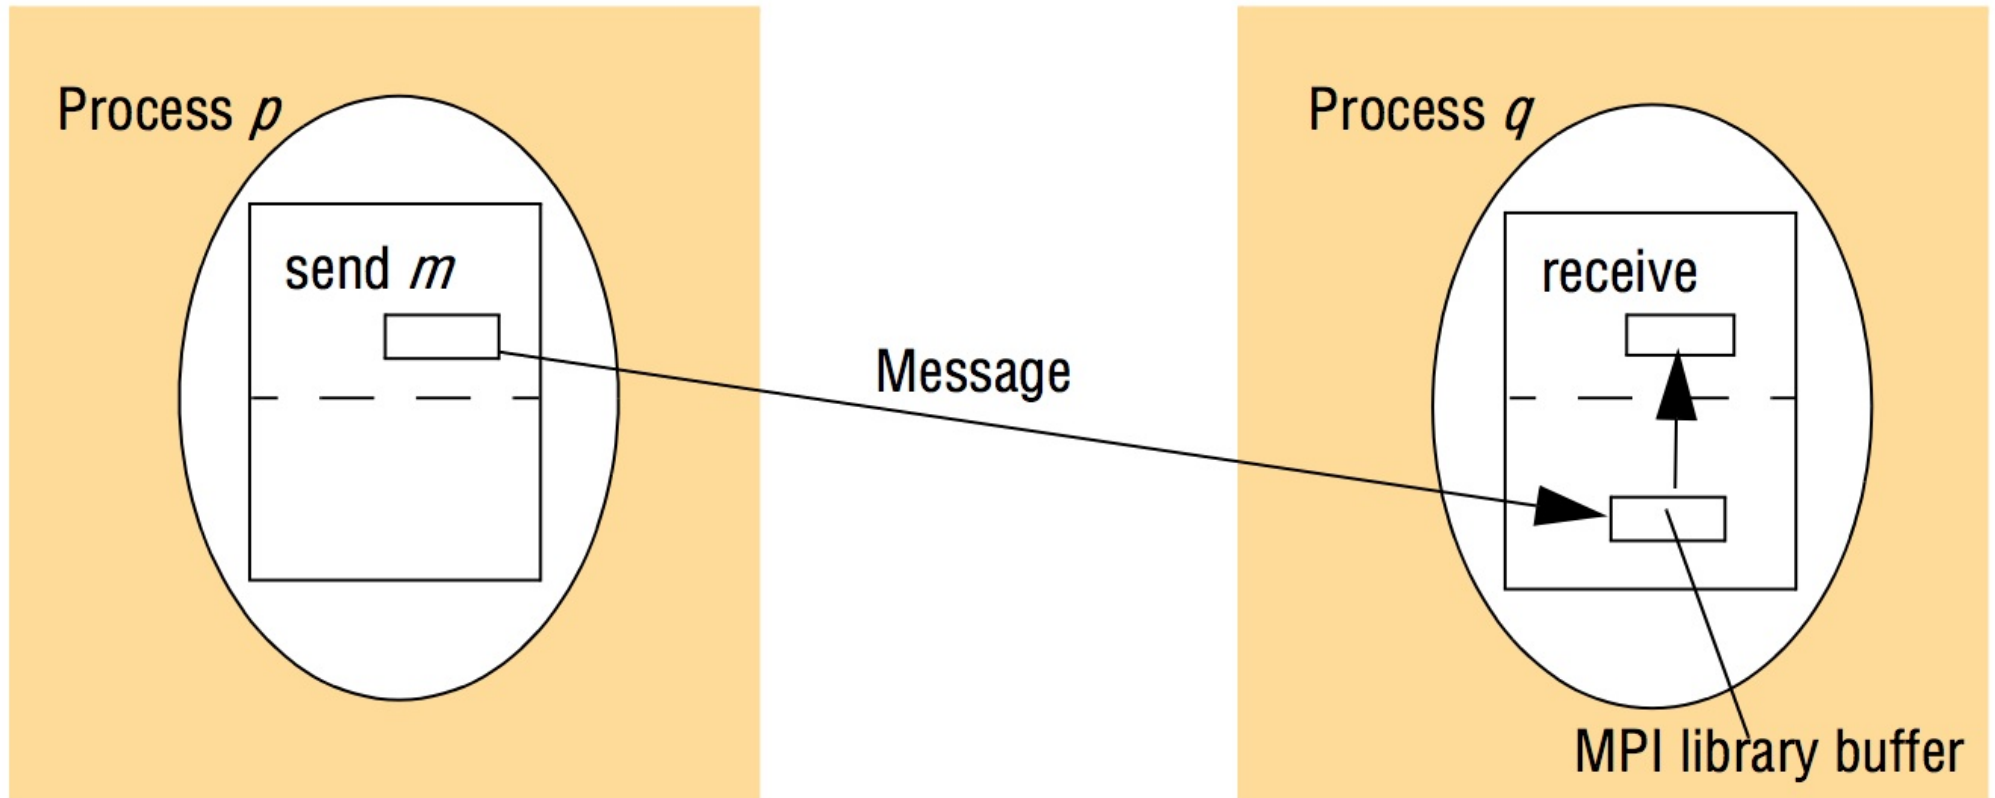 Process p
Process q
send m
receive
Message
MPI library buffer